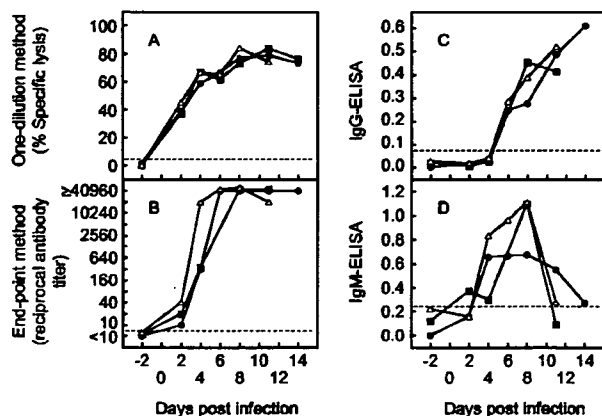 One-dilution method
(% Specific lysis)
100
80
60
40
20
0
A
End-point method
(reciprocal antibody
titer)
≥40960
10240
2560
640
160
40
10
<10
B
-2 0 2 4 6 8 10 12 14
Days post infection
IgG-ELISA
0.6
0.5
0.4
0.3
0.2
0.1
0.0
C
IgM-ELISA
1.2
1.0
0.8
0.6
0.4
0.2
0.0
D
-2 0 2 4 6 8 10 12 14
Days post infection